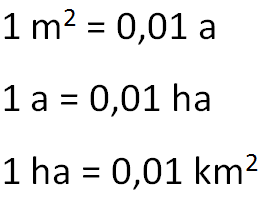 1 m² = 0,01 a
1 a = 0,01 ha
1 ha = 0,01 km²